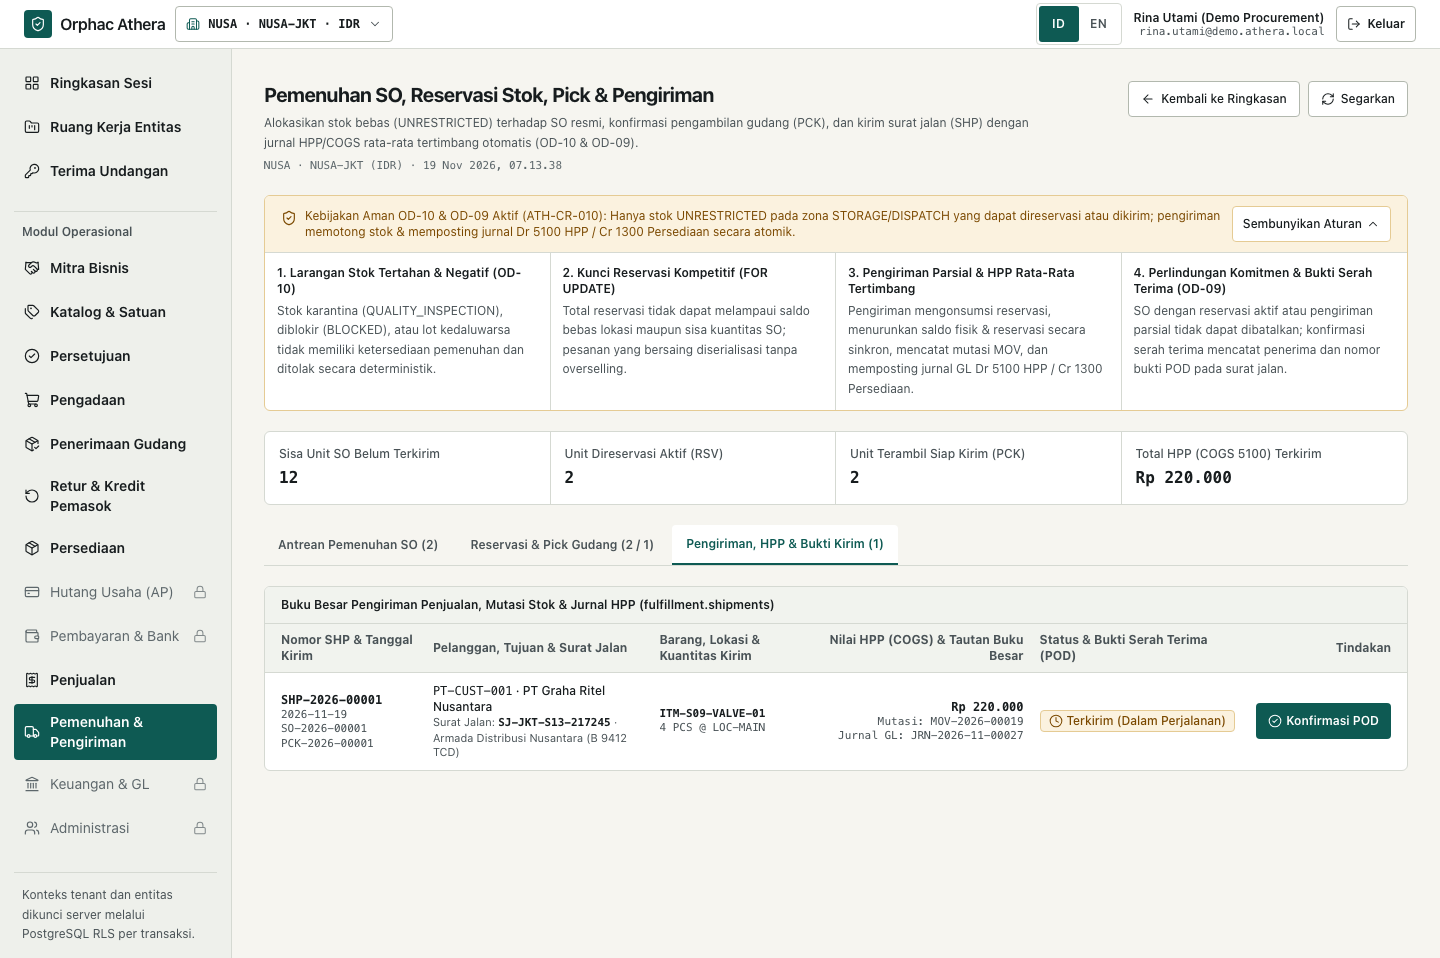 Orphac Athera
NUSA · NUSA-JKT · IDR
ID
EN
Rina Utami (Demo Procurement)
rina.utami@demo.athera.local
Keluar
Ringkasan Sesi
Ruang Kerja Entitas
Terima Undangan
Modul Operasional
Mitra Bisnis
Katalog & Satuan
Persetujuan
Pengadaan
Penerimaan Gudang
Retur & Kredit
Pemasok
Persediaan
Hutang Usaha (AP)
Pembayaran & Bank
Penjualan
Pemenuhan &
Pengiriman
Keuangan & GL
Administrasi
Konteks tenant dan entitas
dikunci server melalui
PostgreSQL RLS per transaksi.
Pemenuhan SO, Reservasi Stok, Pick & Pengiriman
Alokasikan stok bebas (UNRESTRICTED) terhadap SO resmi, konfirmasi pengambilan gudang (PCK), dan kirim surat jalan (SHP) dengan
jurnal HPP/COGS rata-rata tertimbang otomatis (OD-10 & OD-09).
NUSA · NUSA-JKT (IDR) · 19 Nov 2026, 07.13.38
Kembali ke Ringkasan
Segarkan
Kebijakan Aman OD-10 & OD-09 Aktif (ATH-CR-010): Hanya stok UNRESTRICTED pada zona STORAGE/DISPATCH yang dapat direservasi atau dikirim; pengiriman
memotong stok & memposting jurnal Dr 5100 HPP / Cr 1300 Persediaan secara atomik.
Sembunyikan Aturan
1. Larangan Stok Tertahan & Negatif (OD-
10)
Stok karantina (QUALITY_INSPECTION),
diblokir (BLOCKED), atau lot kedaluwarsa
tidak memiliki ketersediaan pemenuhan dan
ditolak secara deterministik.
2. Kunci Reservasi Kompetitif (FOR
UPDATE)
Total reservasi tidak dapat melampaui saldo
bebas lokasi maupun sisa kuantitas SO;
pesanan yang bersaing diserialisasi tanpa
overselling.
3. Pengiriman Parsial & HPP Rata-Rata
Tertimbang
Pengiriman mengonsumsi reservasi,
menurunkan saldo fisik & reservasi secara
sinkron, mencatat mutasi MOV, dan
memposting jurnal GL Dr 5100 HPP / Cr 1300
Persediaan.
4. Perlindungan Komitmen & Bukti Serah
Terima (OD-09)
SO dengan reservasi aktif atau pengiriman
parsial tidak dapat dibatalkan; konfirmasi
serah terima mencatat penerima dan nomor
bukti POD pada surat jalan.
Sisa Unit SO Belum Terkirim
12
Unit Direservasi Aktif (RSV)
2
Unit Terambil Siap Kirim (PCK)
2
Total HPP (COGS 5100) Terkirim
Rp 220.000
Antrean Pemenuhan SO (2)
Reservasi & Pick Gudang (2 / 1)
Pengiriman, HPP & Bukti Kirim (1)
Buku Besar Pengiriman Penjualan, Mutasi Stok & Jurnal HPP (fulfillment.shipments)
Nomor SHP & Tanggal
Kirim
Pelanggan, Tujuan & Surat Jalan
Barang, Lokasi &
Kuantitas Kirim
Nilai HPP (COGS) & Tautan Buku
Besar
Status & Bukti Serah Terima
(POD)
Tindakan
SHP-2026-00001
2026-11-19
SO-2026-00001
PCK-2026-00001
PT-CUST-001 · PT Graha Ritel
Nusantara
Surat Jalan: SJ-JKT-S13-217245 ·
Armada Distribusi Nusantara (B 9412
TCD)
ITM-S09-VALVE-01
4 PCS @ LOC-MAIN
Rp 220.000
Mutasi: MOV-2026-00019
Jurnal GL: JRN-2026-11-00027
Terkirim (Dalam Perjalanan)
Konfirmasi POD